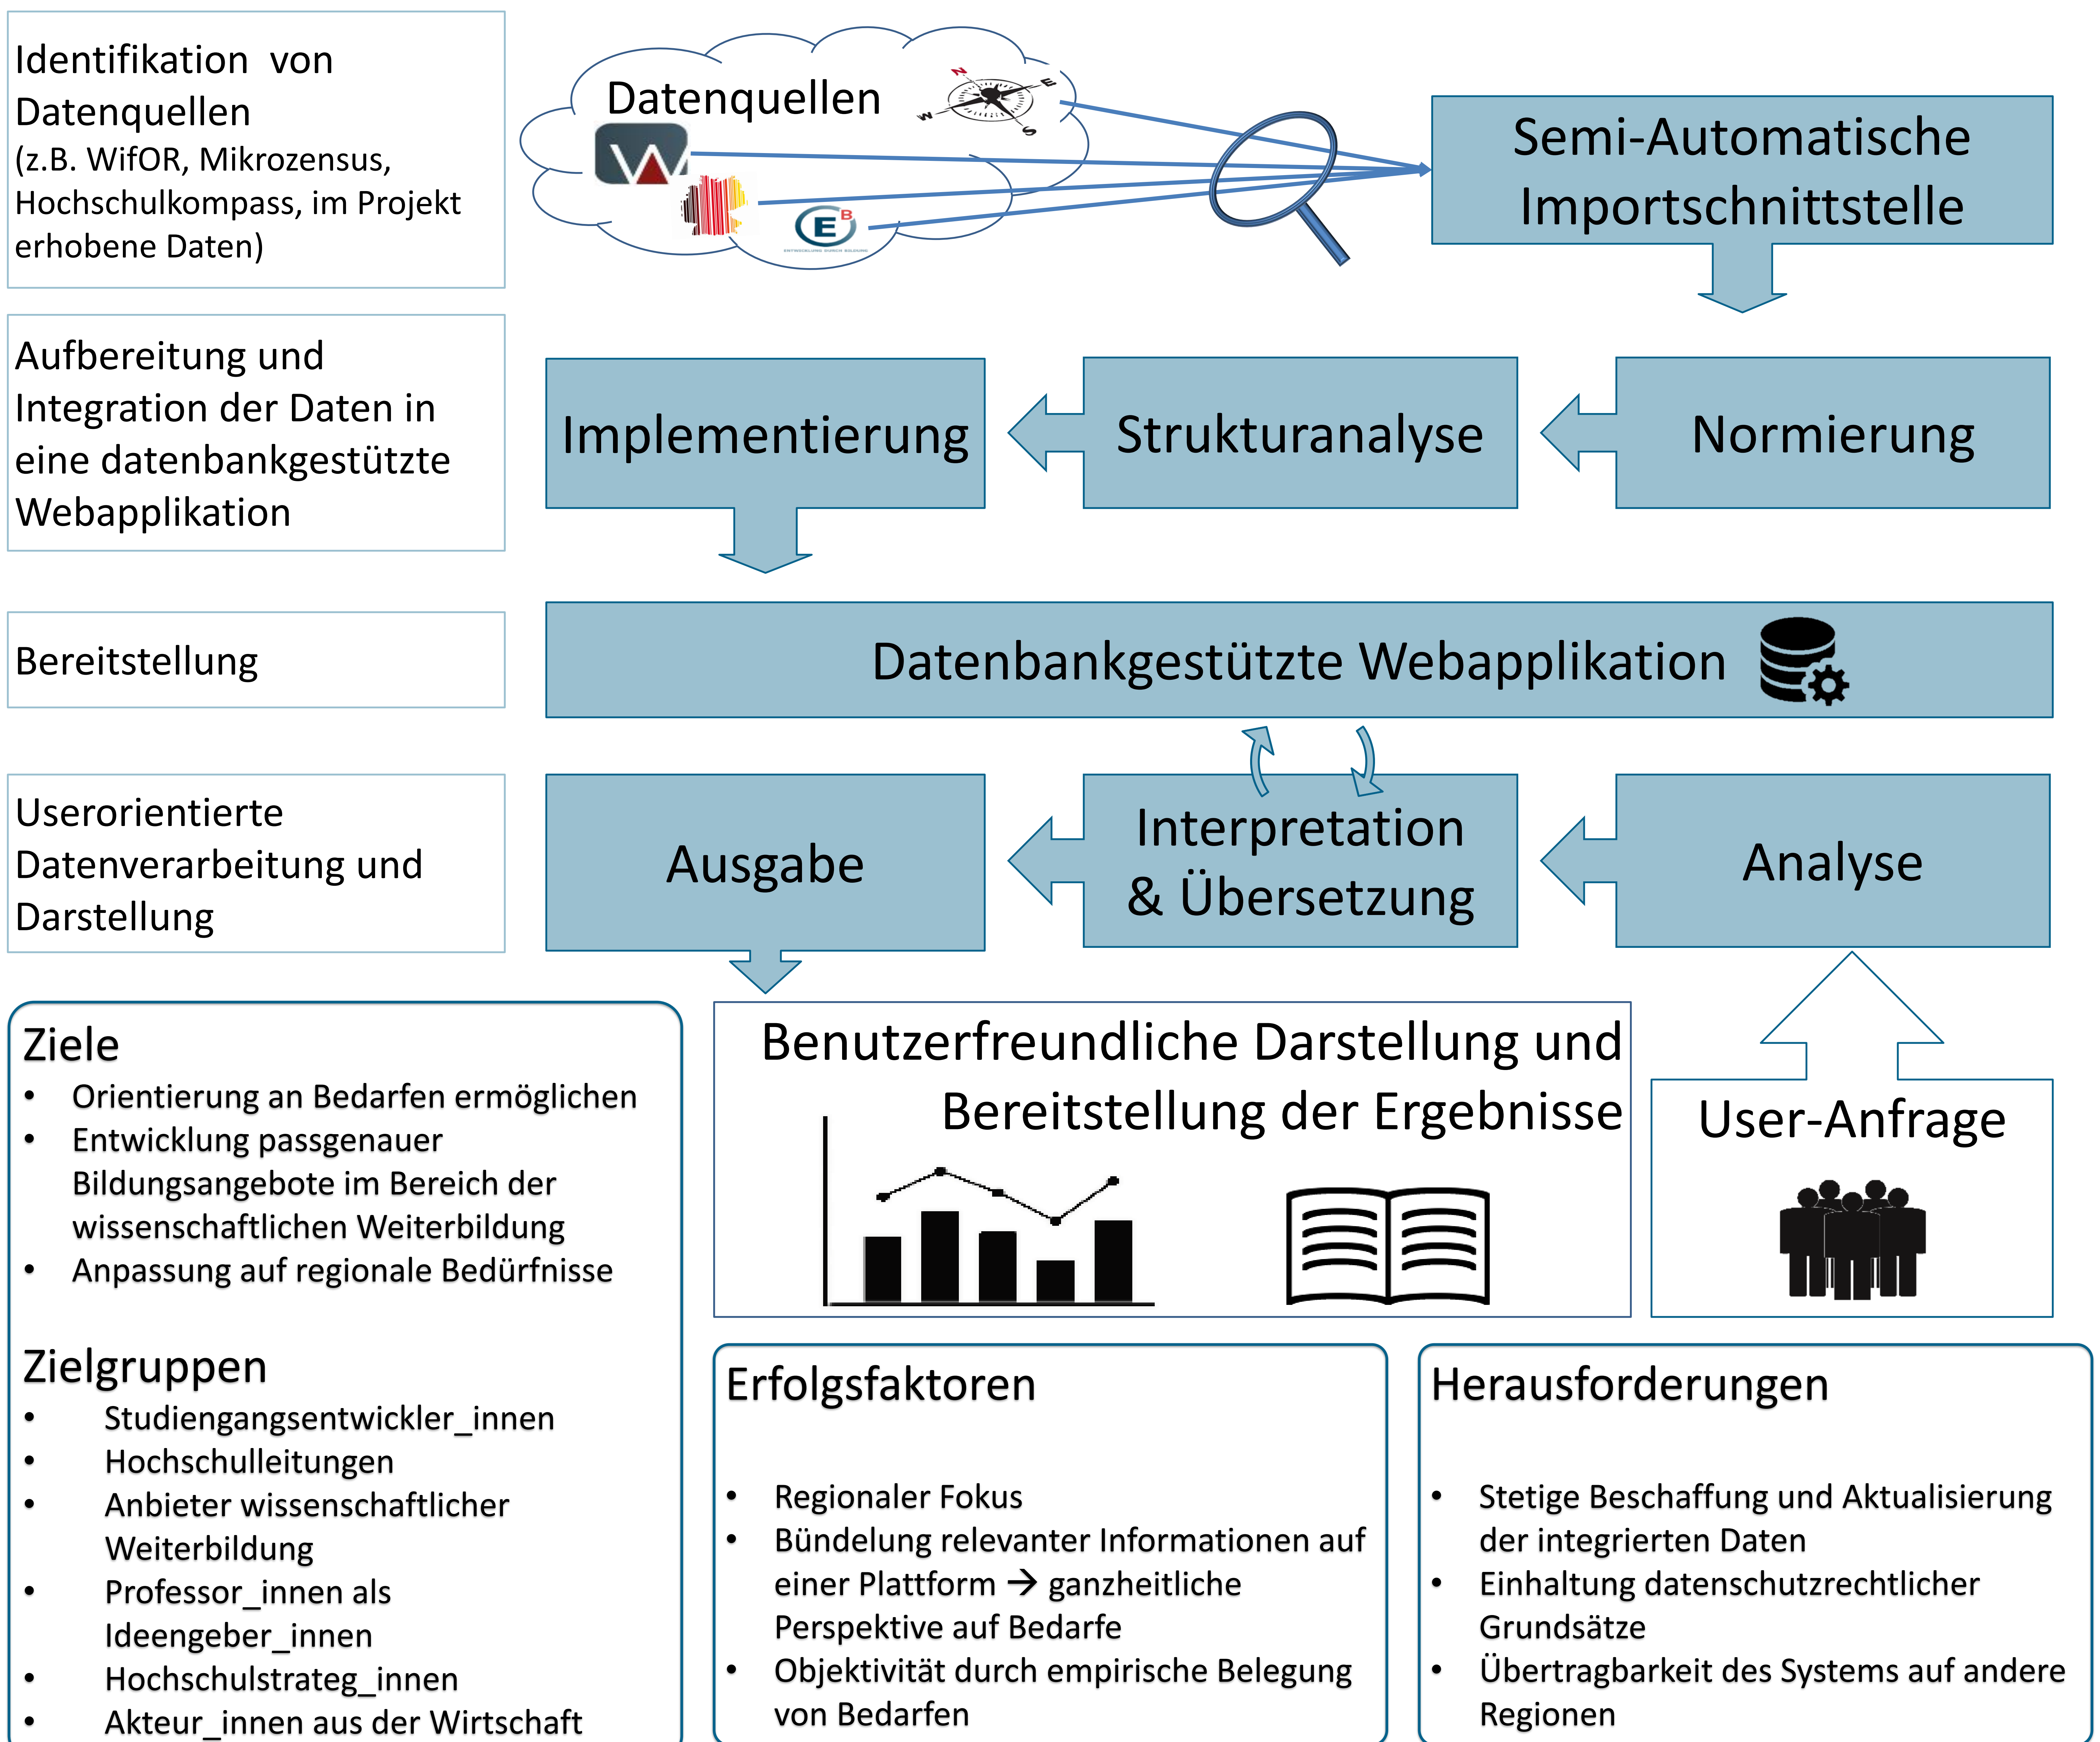 Identifikation von
Datenquellen
(z.B. WifOR, Mikrozensus,
Hochschulkompass, im Projekt
erhobene Daten)
Datenquellen
N
E
W
S
W
E B
ENTWICKLUNG DURCH BILDUNG
Semi-Automatische
Importschnittstelle
Aufbereitung und
Integration der Daten in
eine datenbankgestützte
Webapplikation
Implementierung
Strukturanalyse
Normierung
Bereitstellung
Datenbankgestützte Webapplikation
Userorientierte
Datenverarbeitung und
Darstellung
Ausgabe
Interpretation
& Übersetzung
Analyse
Ziele
• Orientierung an Bedarfen ermöglichen
• Entwicklung passgenauer
Bildungsangebote im Bereich der
wissenschaftlichen Weiterbildung
• Anpassung auf regionale Bedürfnisse
Zielgruppen
• Studiengangsentwickler_innen
• Hochschulleitungen
• Anbieter wissenschaftlicher
Weiterbildung
• Professor_innen als
Ideengeber_innen
• Hochschulstrateg_innen
• Akteur_innen aus der Wirtschaft
Benutzerfreundliche Darstellung und
Bereitstellung der Ergebnisse
User-Anfrage
Erfolgsfaktoren
• Regionaler Fokus
• Bündelung relevanter Informationen auf
einer Plattform → ganzheitliche
Perspektive auf Bedarfe
• Objektivität durch empirische Belegung
von Bedarfen
Herausforderungen
• Stetige Beschaffung und Aktualisierung
der integrierten Daten
• Einhaltung datenschutzrechtlicher
Grundsätze
• Übertragbarkeit des Systems auf andere
Regionen